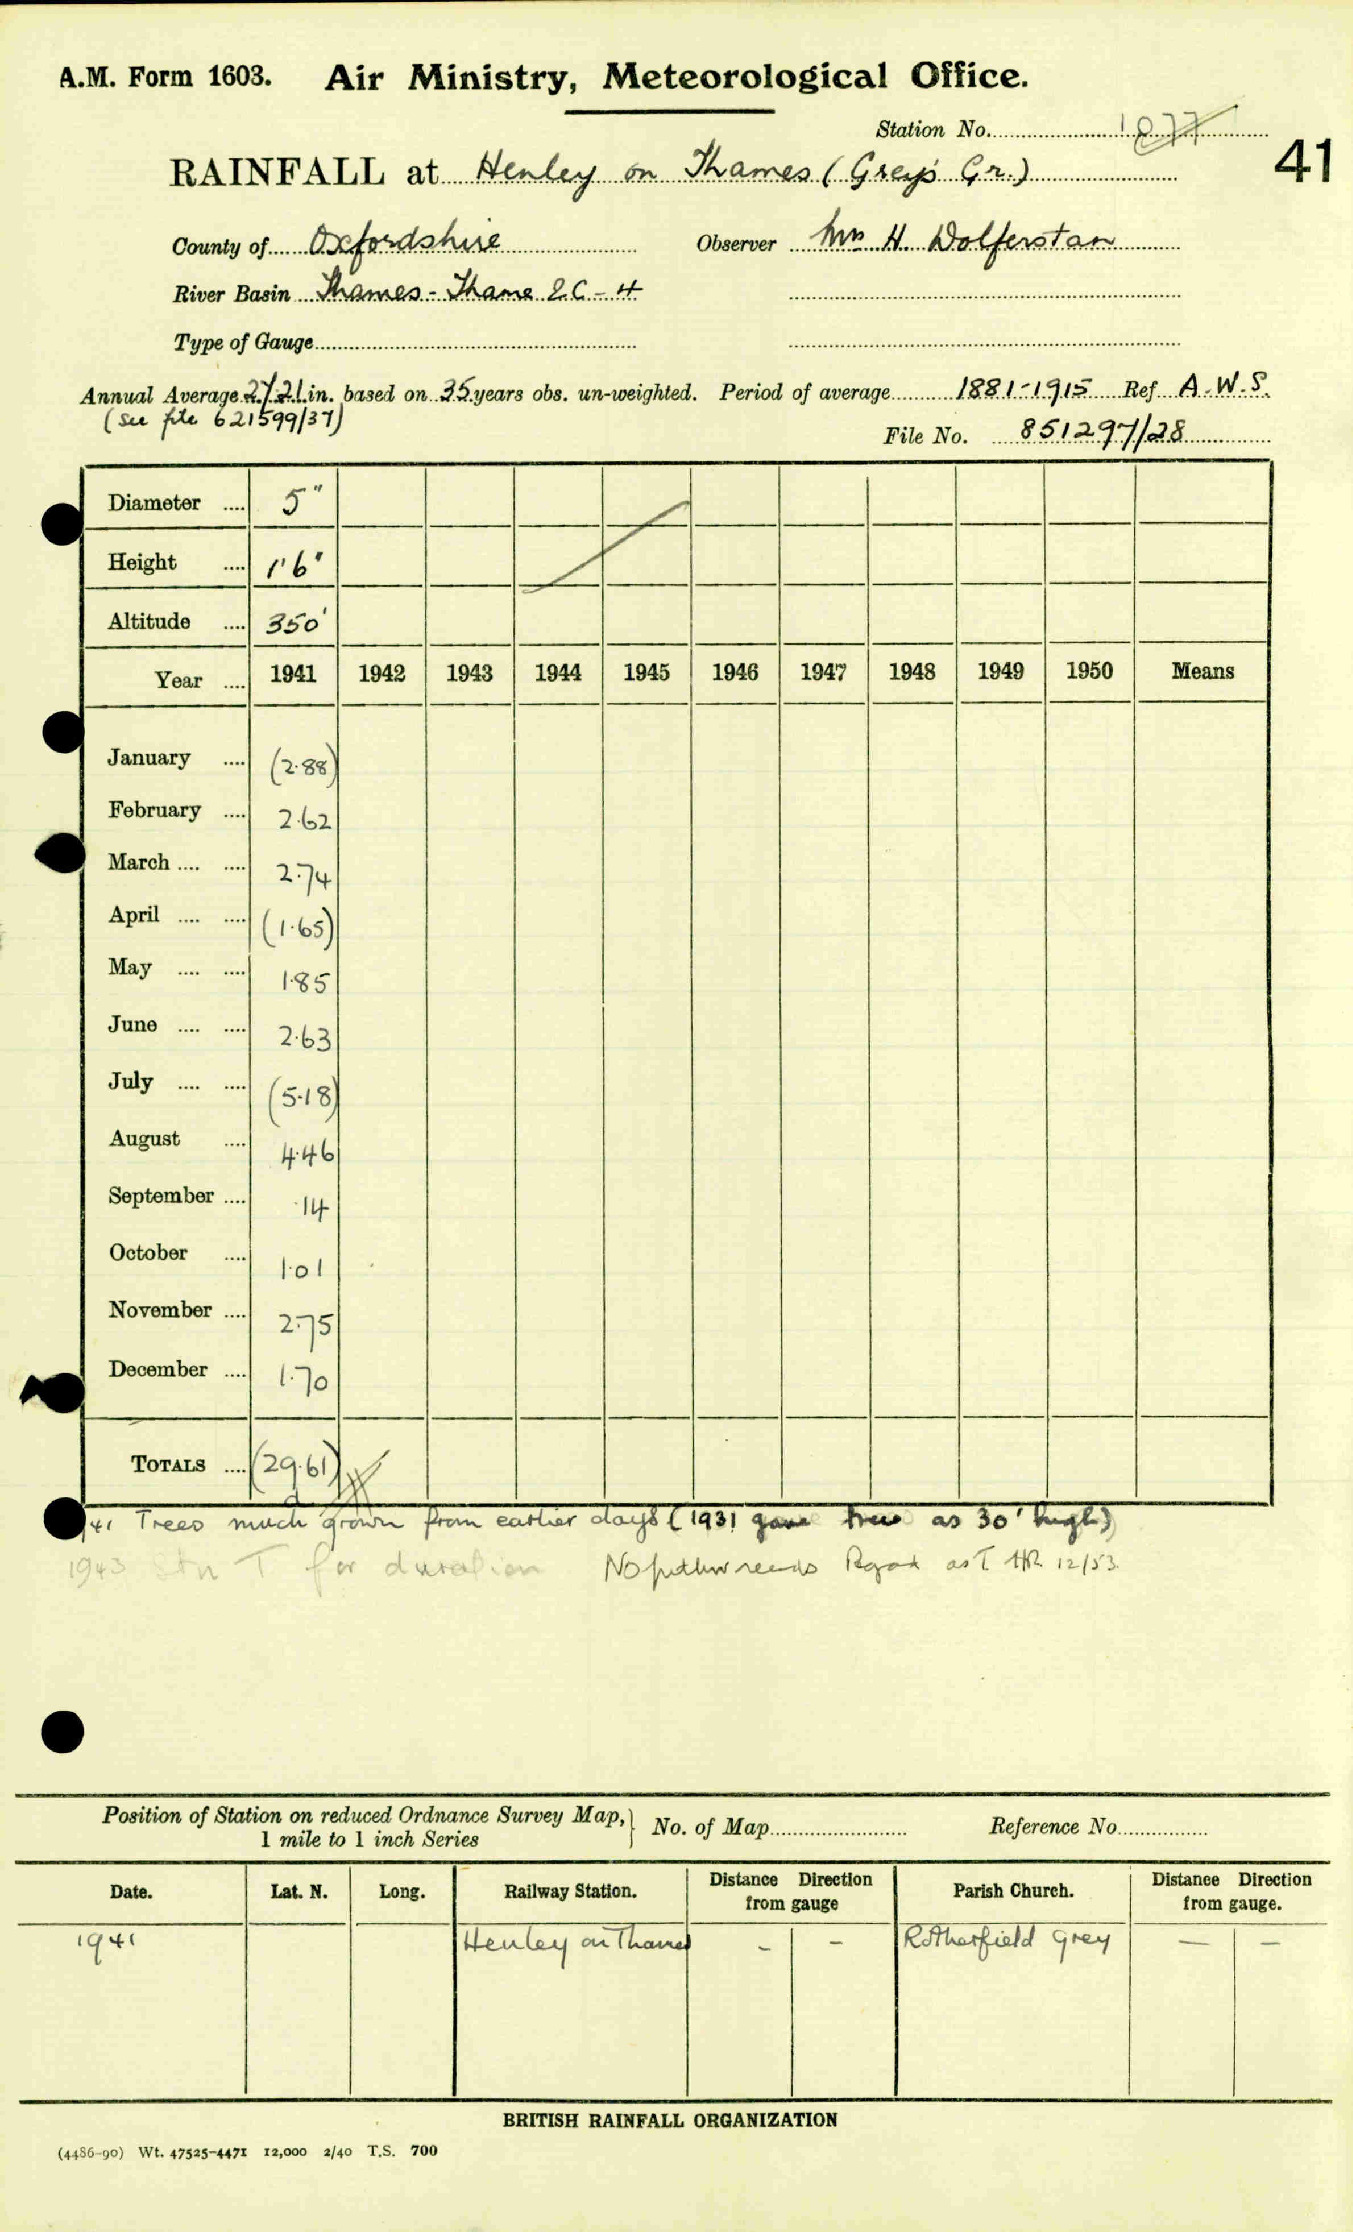 A.M. Form 1603. Air Ministry, Meteorological Office.
Station No. 1077
41
RAINFALL at Henley on Thames (Greys Gr.)
County of Oxfordshire Observer Mrs H. Wolferstan
River Basin Thames - Thame 2C-4
Type of Gauge
Annual Average 27.21 in. based on 35 years obs. un-weighted. Period of average 1881-1915 Ref A.W.S.
(see file 621599/37)
File No. 851297/28
Diameter .... 5"
Height .... 1'6"
Altitude .... 350'
Year .... 1941 1942 1943 1944 1945 1946 1947 1948 1949 1950 Means
January .... (2.88)
February .... 2.62
March .... .... 2.74
April .... .... (1.65)
May .... .... 1.85
June .... .... 2.63
July .... .... (5.18)
August .... 4.46
September .... .14
October .... 1.01
November .... 2.75
December .... 1.70
TOTALS .... (29.61)
d
41 Trees much grown from earlier days (1931 gave trees as 30' high)
1943 Stn T for duration No further Regard as T 12/53
Position of Station on reduced Ordnance Survey Map, 1 mile to 1 inch Series } No. of Map Reference No.
Date. Lat. N. Long. Railway Station. Distance Direction from gauge Parish Church. Distance Direction from gauge.
1941 Henley on Thames - - Rotherfield Grey - -
BRITISH RAINFALL ORGANIZATION
(4486-90) Wt. 47525-4471 12,000 2/40 T.S. 700